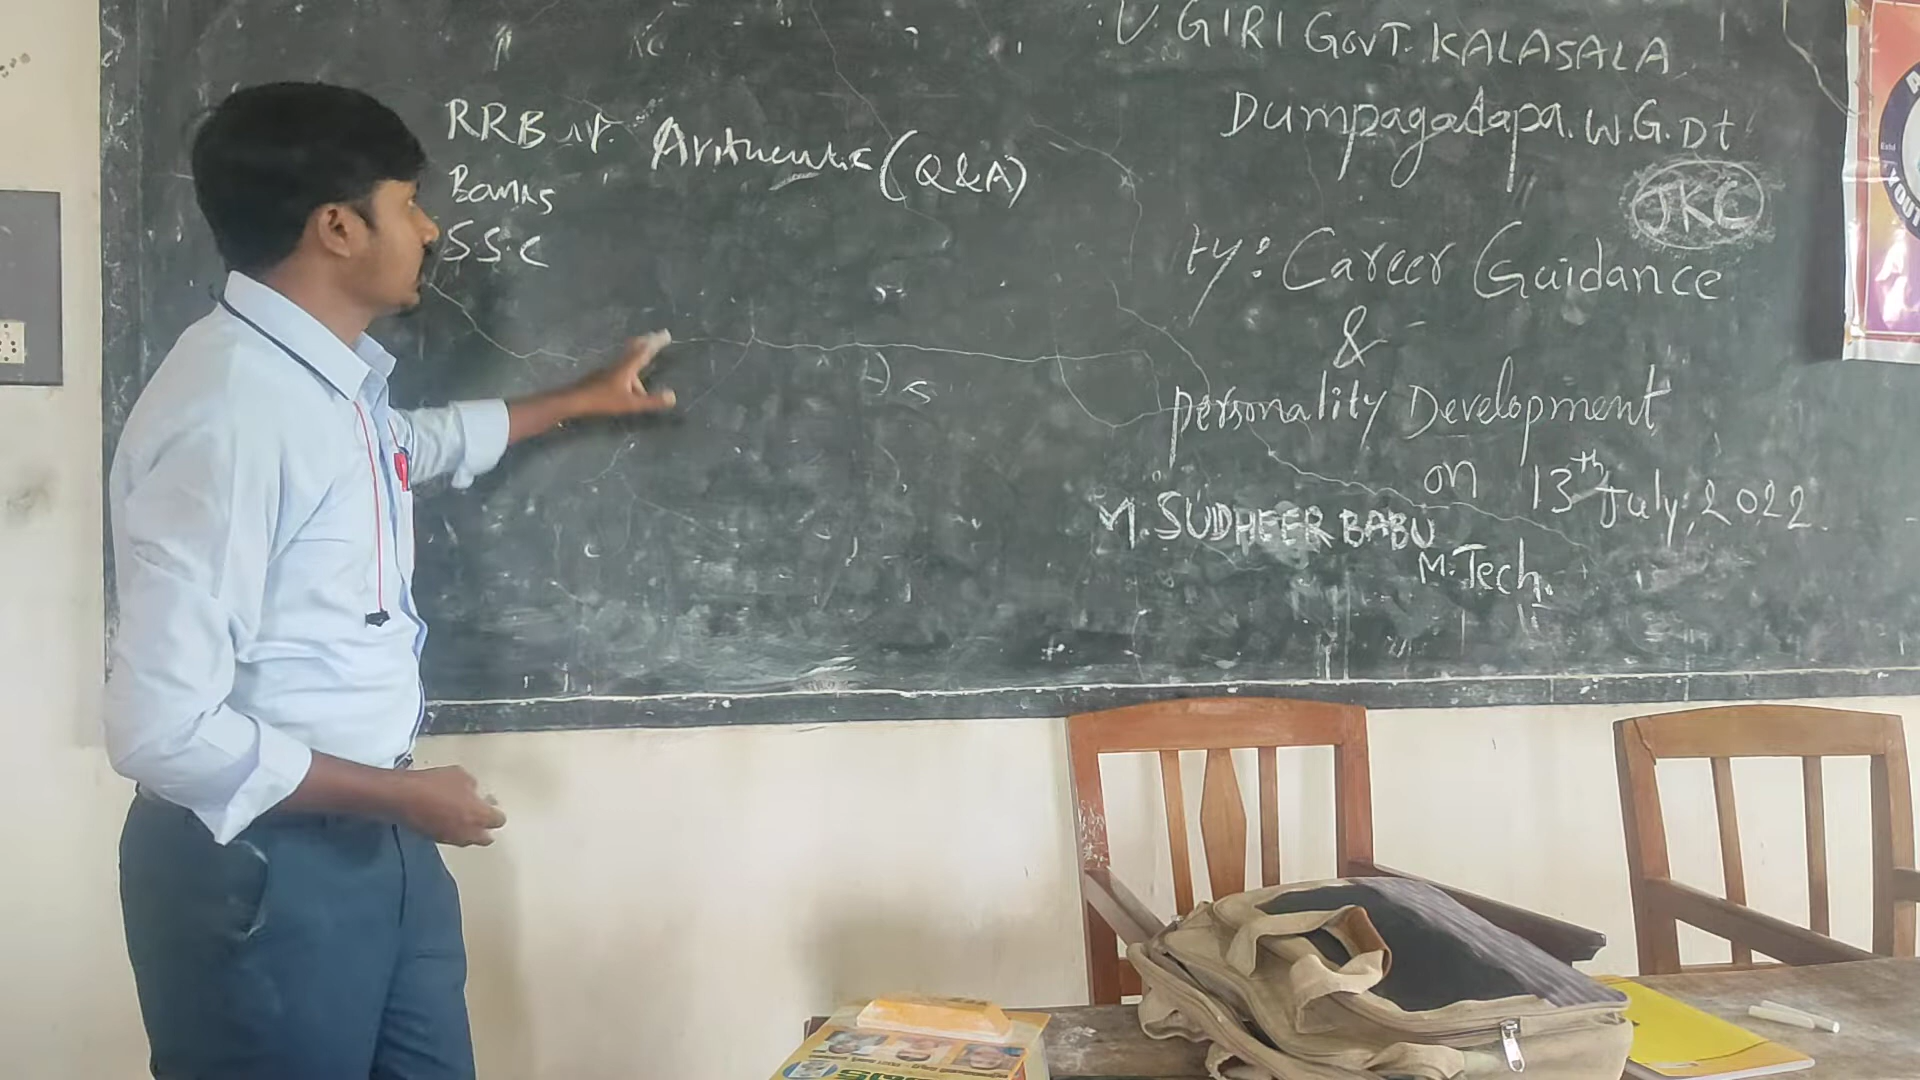 V. GIRI GOVT. KALASALA
Dumpagadapa. W.G.Dt
JKC
ty: Career Guidance
&
personality Development
on 13th July, 2022
M. SUDHEER BABU
M.Tech.
RRB
Banks
S.S.C
Arithmetic (Q&A)